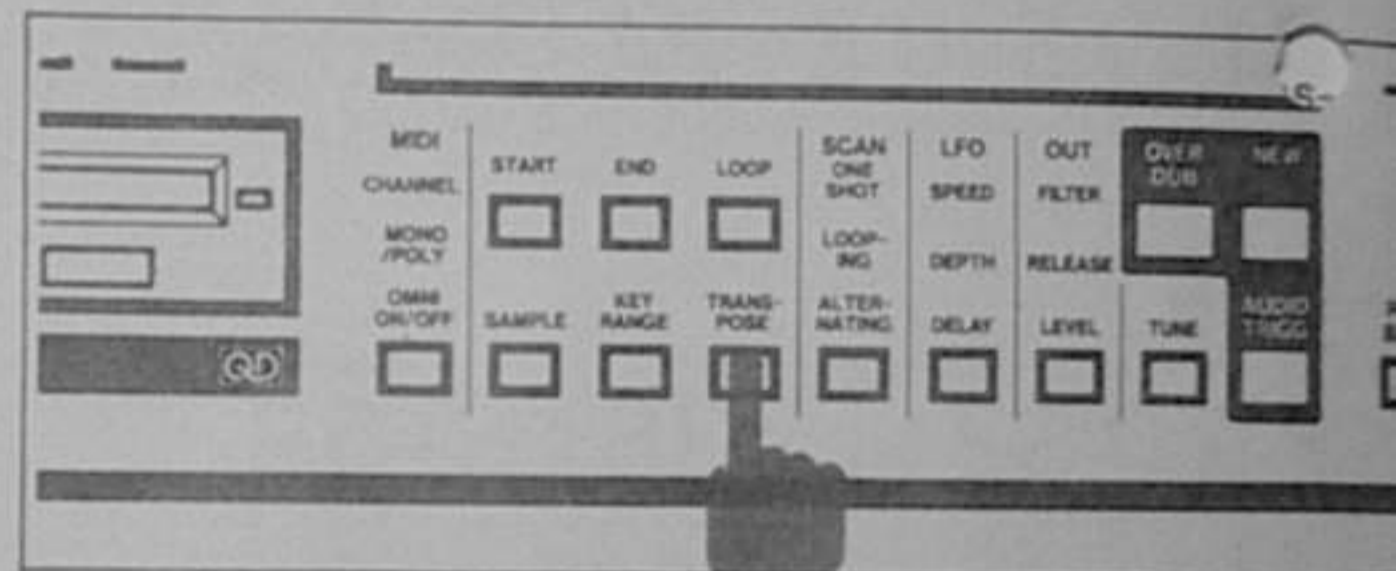 MIDI
CHANNEL
MONO
/POLY
OMNI
ON/OFF
START
END
LOOP
SAMPLE
KEY
RANGE
TRANS-
POSE
SCAN
ONE
SHOT
LOOP-
ING
ALTER-
NATING
LFO
SPEED
DEPTH
DELAY
OUT
FILTER
RELEASE
LEVEL
TUNE
OVER
DUB
NEW
AUDIO
TRIGG